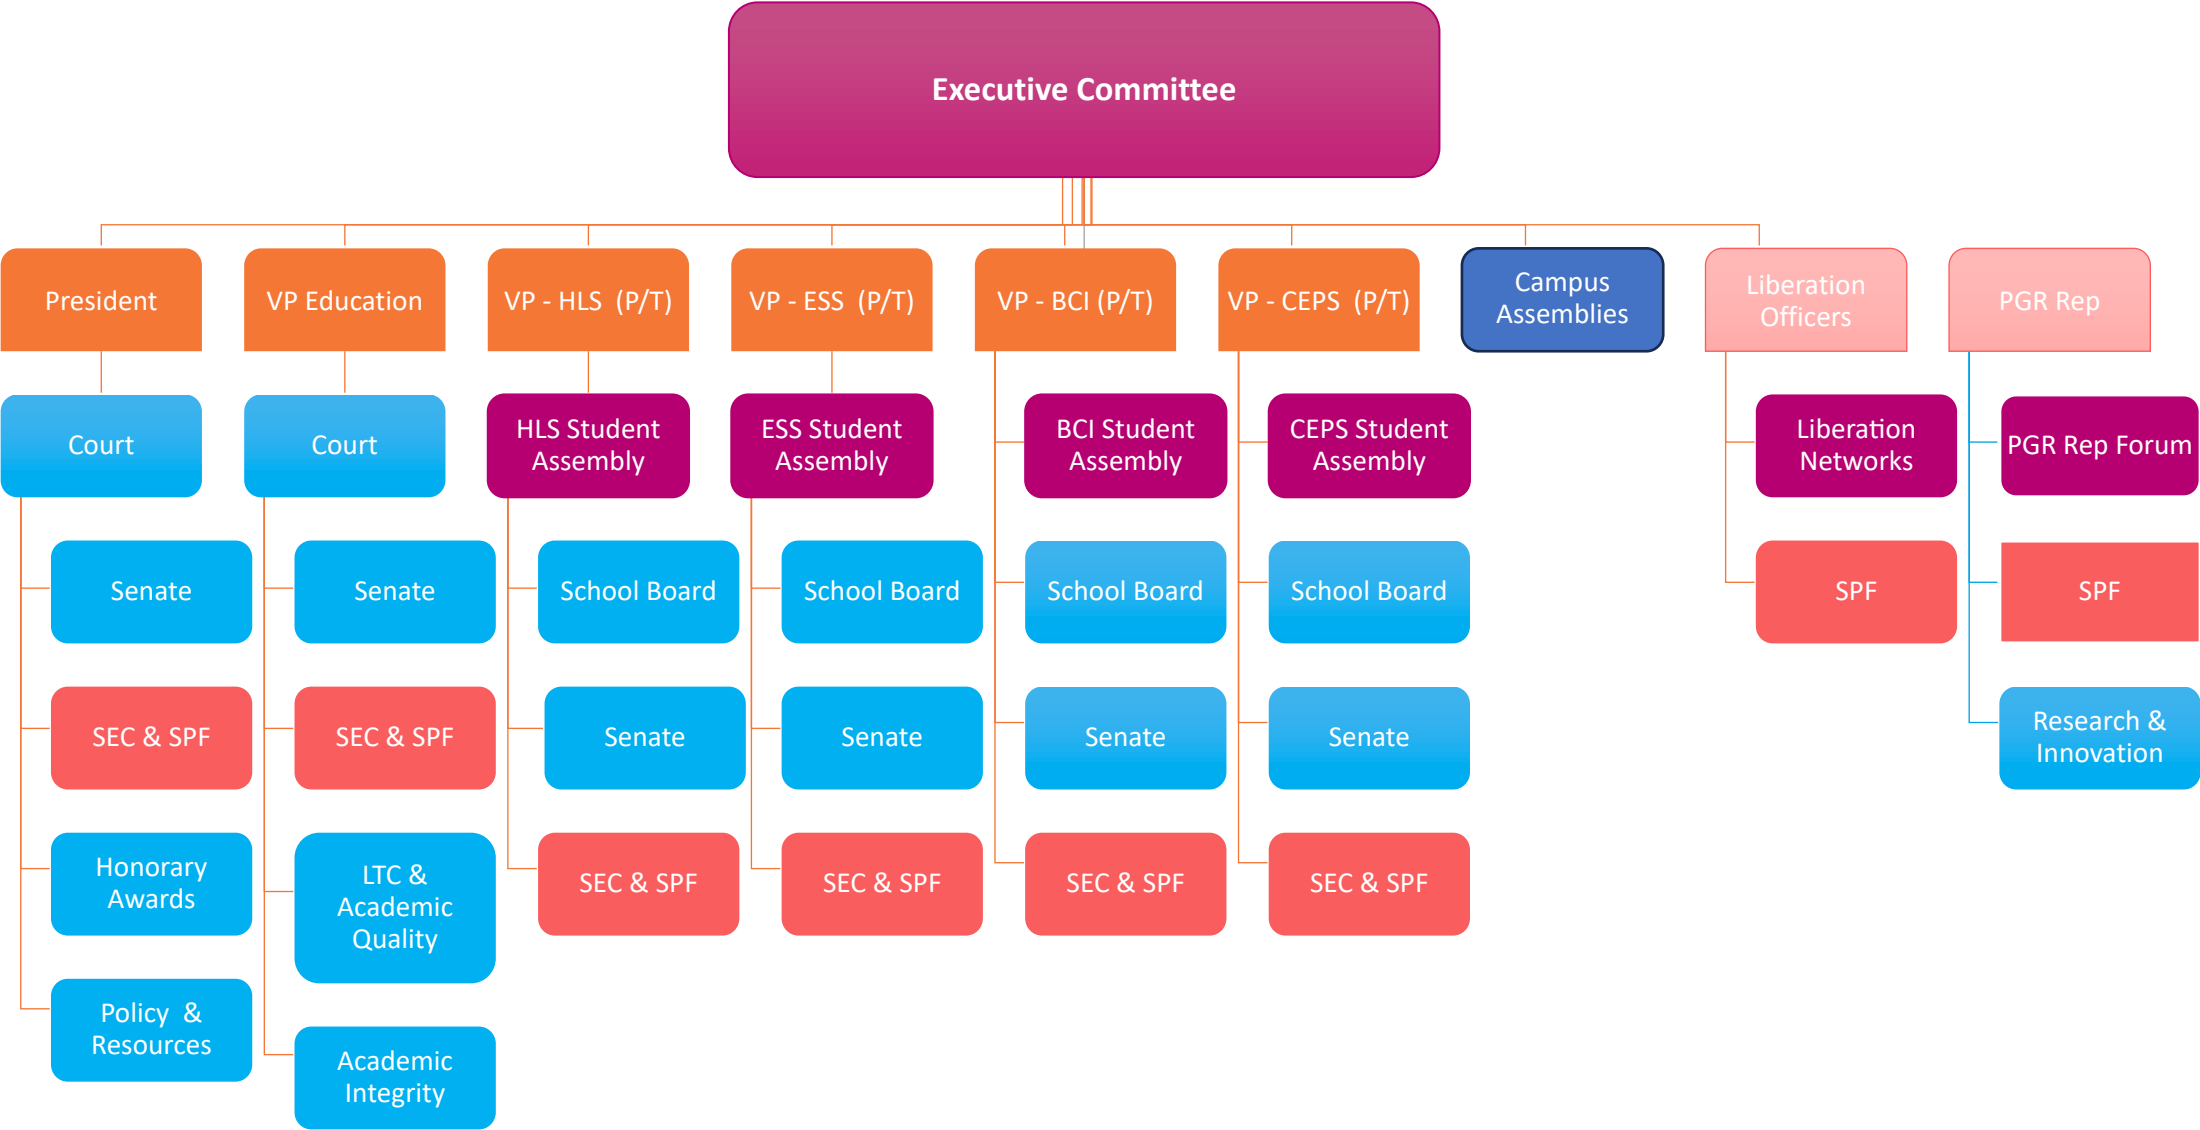 Executive Committee
President
VP Education
VP - HLS  (P/T)
VP - ESS  (P/T)
VP - BCI (P/T)
VP - CEPS  (P/T)
Campus
Assemblies
Liberation
Officers
PGR Rep
Court
Court
HLS Student
Assembly
ESS Student
Assembly
BCI Student
Assembly
CEPS Student
Assembly
Liberation
Networks
PGR Rep Forum
Senate
Senate
School Board
School Board
School Board
School Board
SPF
SPF
SEC & SPF
SEC & SPF
Senate
Senate
Senate
Senate
Research &
Innovation
Honorary
Awards
LTC &
Academic
Quality
SEC & SPF
SEC & SPF
SEC & SPF
SEC & SPF
Policy  &
Resources
Academic
Integrity